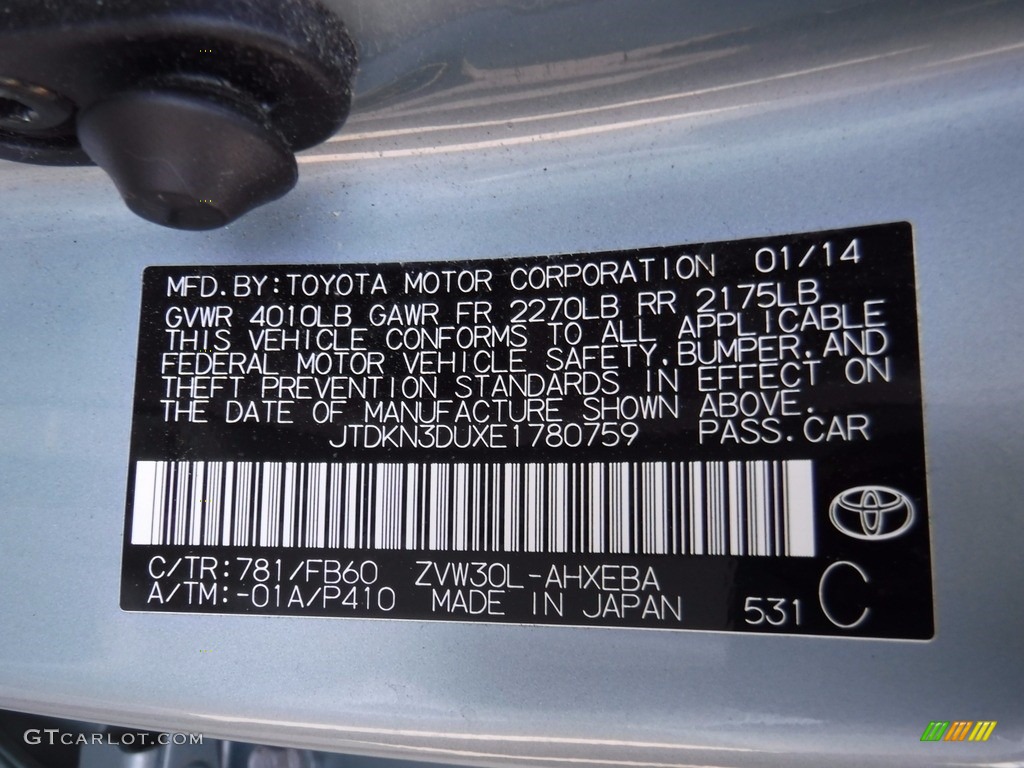 MFD.BY:TOYOTA MOTOR CORPORATION 01/14
GVWR 4010LB GAWR FR 2270LB RR 2175LB
THIS VEHICLE CONFORMS TO ALL APPLICABLE
FEDERAL MOTOR VEHICLE SAFETY,BUMPER,AND
THEFT PREVENTION STANDARDS IN EFFECT ON
THE DATE OF MANUFACTURE SHOWN ABOVE.
JTDKN3DUXE1780759 PASS.CAR
C/TR:781/FB60 ZVW30L-AHXEBA
A/TM:-01A/P410 MADE IN JAPAN 531 C
GTCARLOT.COM